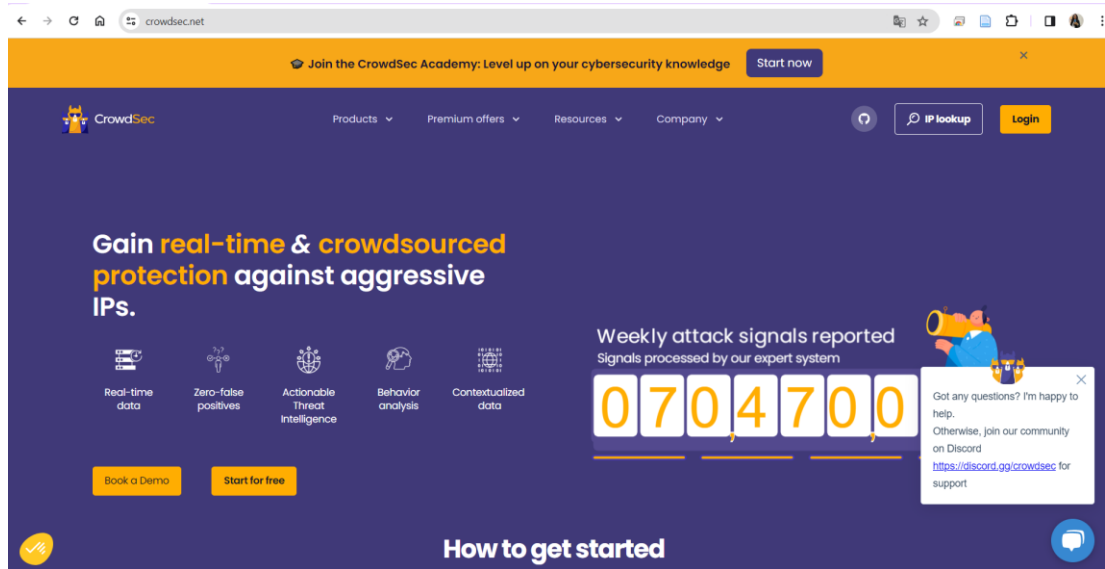 crowdsec.net
Join the CrowdSec Academy: Level up on your cybersecurity knowledge
Start now
CrowdSec
Products
Premium offers
Resources
Company
IP lookup
Login
Gain real-time & crowdsourced
protection against aggressive
IPs.
Real-time
data
Zero-false
positives
Actionable
Threat
Intelligence
Behavior
analysis
Contextualized
data
Book a Demo
Start for free
Weekly attack signals reported
Signals processed by our expert system
070,470,0
Got any questions? I'm happy to
help.
Otherwise, join our community
on Discord
https://discord.gg/crowdsec for
support
How to get started